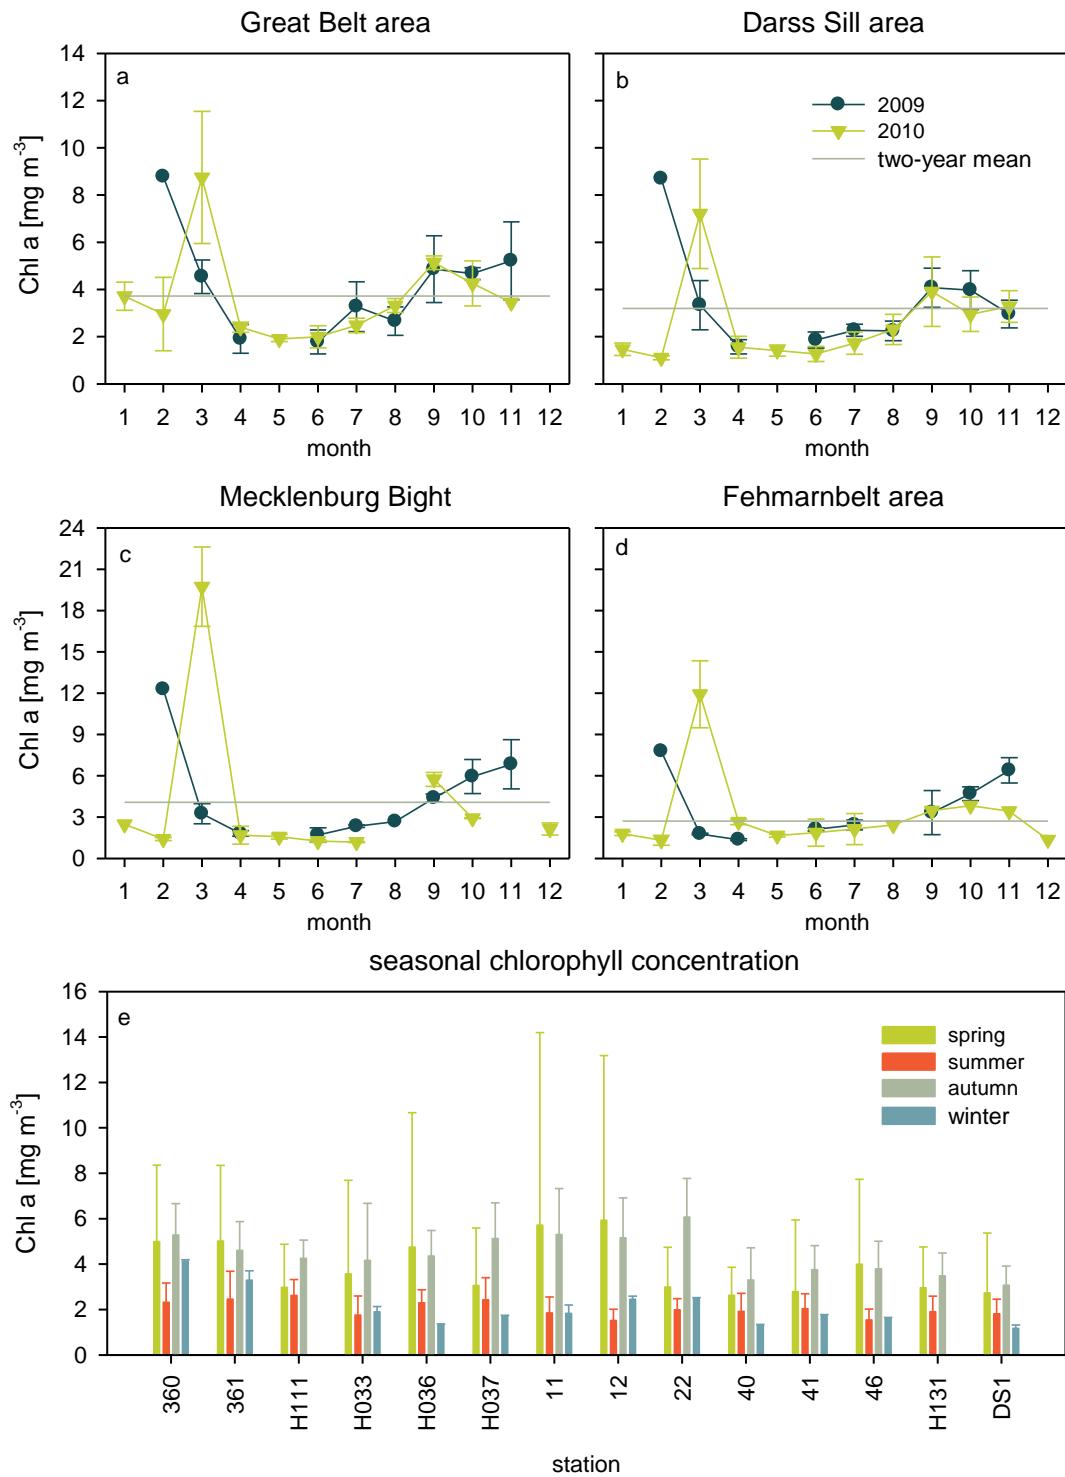 Great Belt area
Darss Sill area
a
b
14
12
10
8
6
4
2
0
Chl a [mg m-3]
2009
2010
two-year mean
1 2 3 4 5 6 7 8 9 10 11 12
1 2 3 4 5 6 7 8 9 10 11 12
month
month
Mecklenburg Bight
Fehmarnbelt area
c
d
24
21
18
15
12
9
6
3
0
Chl a [mg m-3]
1 2 3 4 5 6 7 8 9 10 11 12
1 2 3 4 5 6 7 8 9 10 11 12
month
month
seasonal chlorophyll concentration
e
16
14
12
10
8
6
4
2
0
Chl a [mg m-3]
spring
summer
autumn
winter
360
361
H111
H033
H036
H037
11
12
22
40
41
46
H131
DS1
station